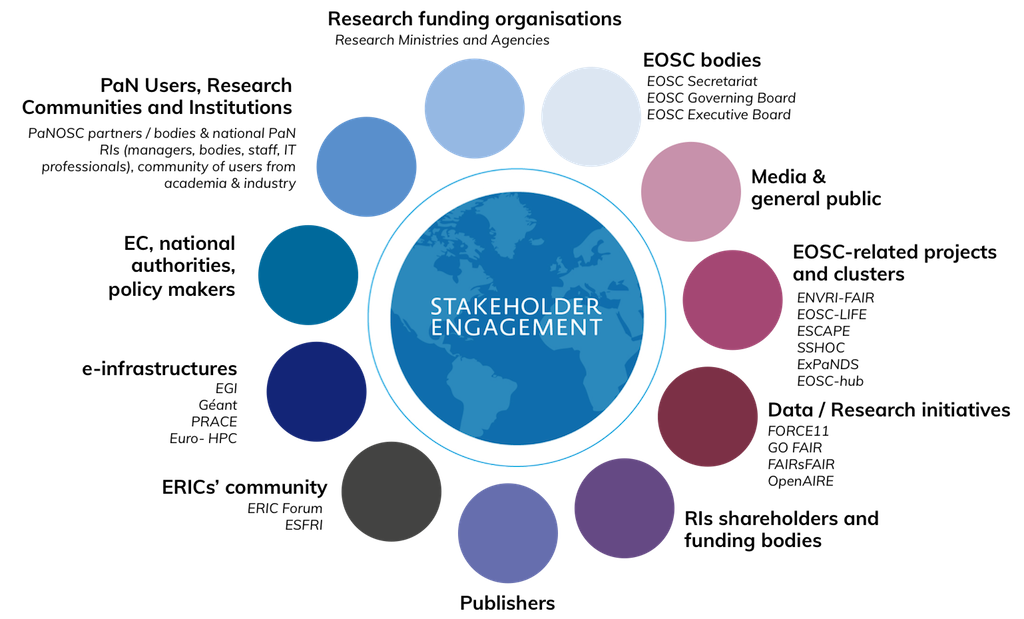 Research funding organisations
Research Ministries and Agencies
EOSC bodies
EOSC Secretariat
EOSC Governing Board
EOSC Executive Board
Media &
general public
EOSC-related projects
and clusters
ENVRI-FAIR
EOSC-LIFE
ESCAPE
SSHOC
ExPaNDS
EOSC-hub
Data / Research initiatives
FORCE11
GO FAIR
FAIRsFAIR
OpenAIRE
RIs shareholders and
funding bodies
Publishers
ERICs’ community
ERIC Forum
ESFRI
e-infrastructures
EGI
Géant
PRACE
Euro- HPC
EC, national
authorities,
policy makers
PaN Users, Research
Communities and Institutions
PaNOSC partners / bodies & national PaN
RIs (managers, bodies, staff, IT
professionals), community of users from
academia & industry
STAKEHOLDER
ENGAGEMENT